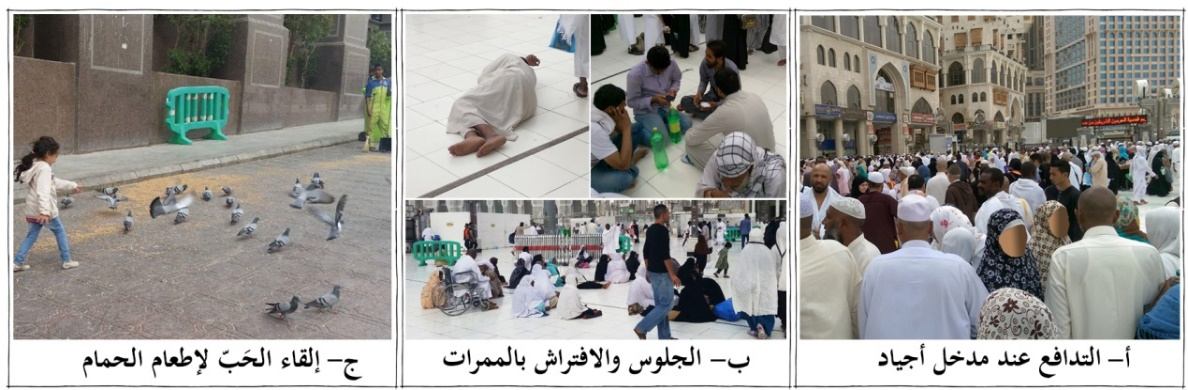 أ– التدافع عند مدخل أجياد
ب– الجلوس والافتراش بالممرات
ج– إلقاء الحَبّ لإطعام الحمام